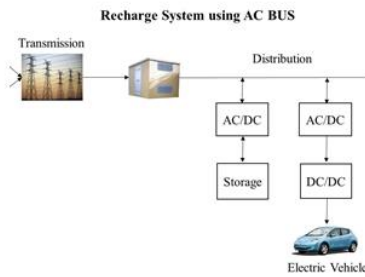 Recharge System using AC BUS
Transmission
Distribution
AC/DC
AC/DC
Storage
DC/DC
Electric Vehicle